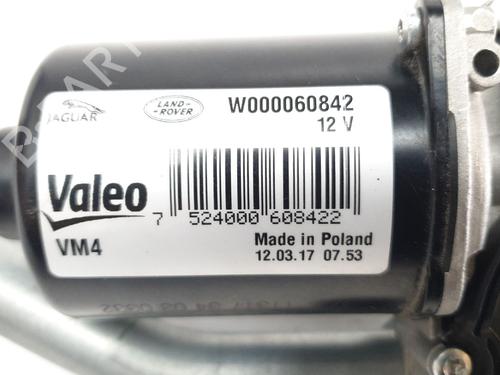 JAGUAR
LAND-
ROVER
W000060842
12 V
Valeo
7 524000 608422
VM4
Made in Poland
12.03.17 07.53